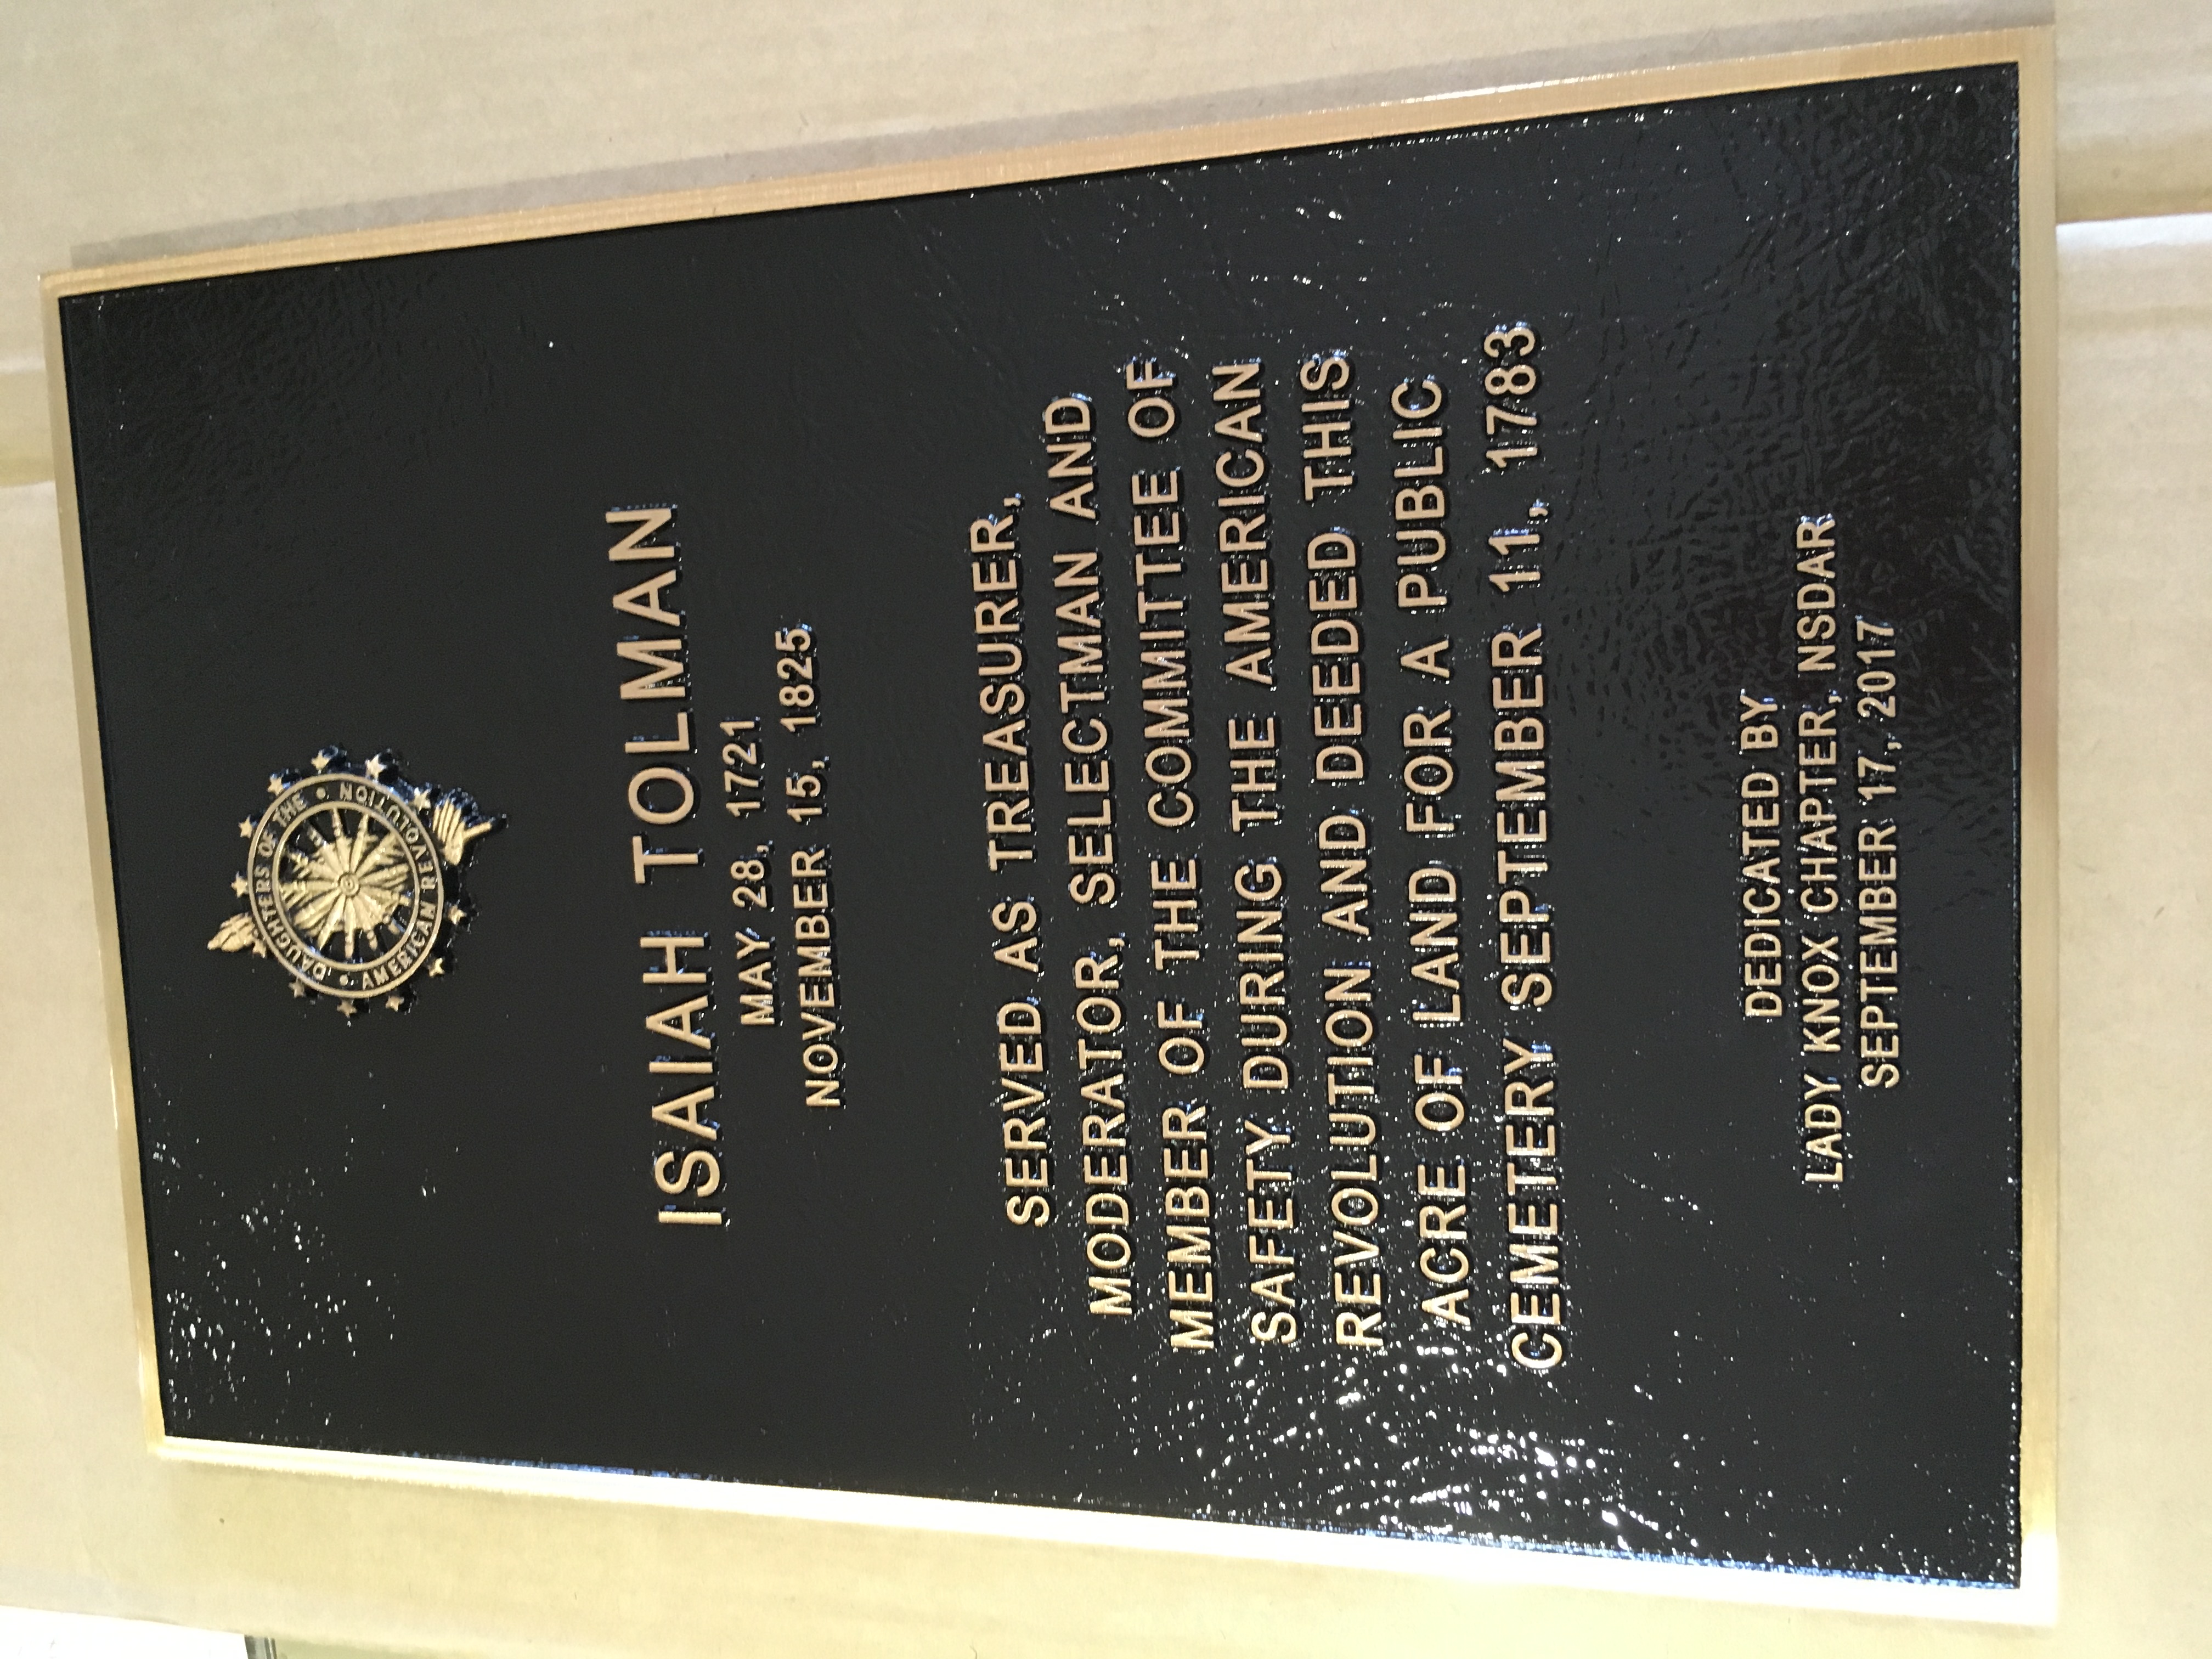 DAUGHTERS OF THE
AMERICAN REVOLUTION
ISAIAH TOLMAN
MAY 28, 1721
NOVEMBER 15, 1825
SERVED AS TREASURER,
MODERATOR, SELECTMAN AND
MEMBER OF THE COMMITTEE OF
SAFETY DURING THE AMERICAN
REVOLUTION AND DEEDED THIS
ACRE OF LAND FOR A PUBLIC
CEMETERY SEPTEMBER 11, 1783
DEDICATED BY
LADY KNOX CHAPTER, NSDAR
SEPTEMBER 17, 2017